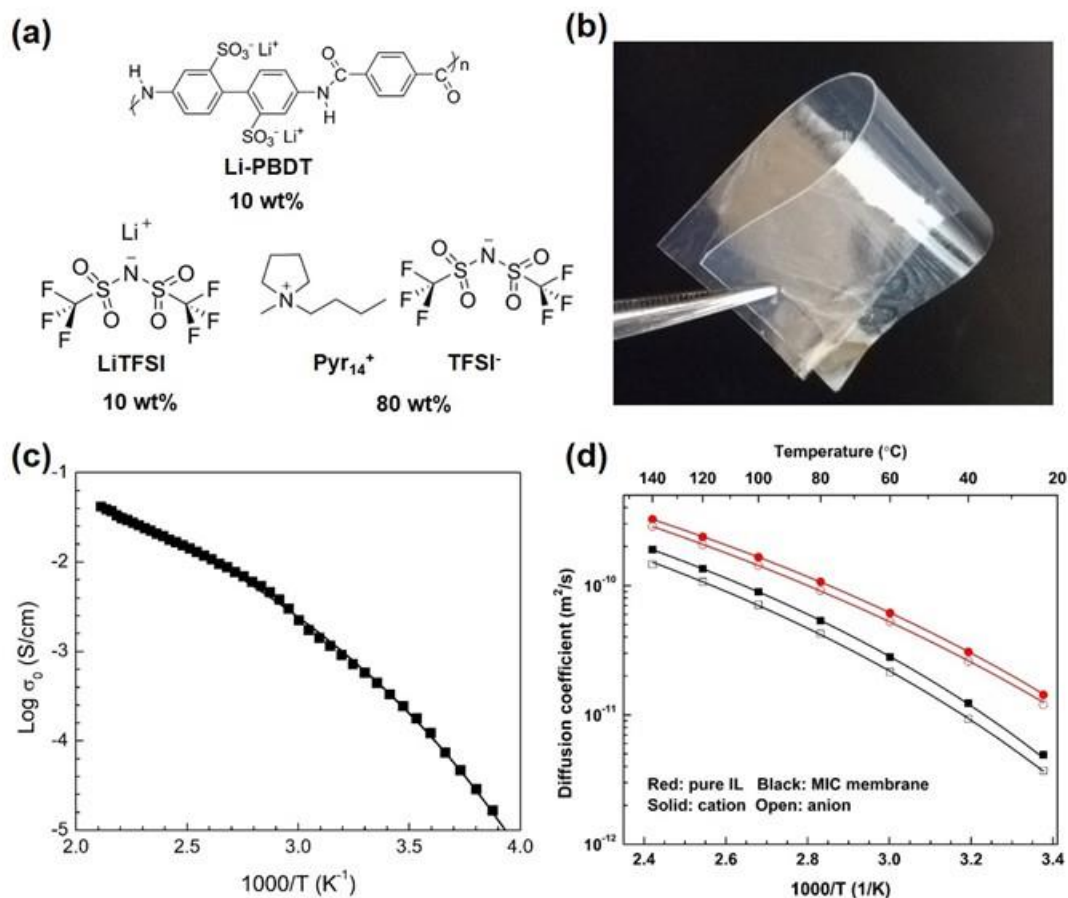 (a)
SO₃⁻ Li⁺
H
N
O
C
n
N
H
C
O
SO₃⁻ Li⁺
Li-PBDT
10 wt%
Li⁺
O O − O O
S N S
F O O F
F F F F
LiTFSI
10 wt%
N
+
Pyr₁₄⁺
O O − O O
S N S
F O O F
F F F F
TFSI⁻
80 wt%
(b)
(c)
-1
-2
-3
-4
-5
Log σ₀ (S/cm)
2.0 2.5 3.0 3.5 4.0
1000/T (K⁻¹)
(d)
Temperature (°C)
140 120 100 80 60 40 20
10⁻¹⁰
10⁻¹¹
10⁻¹²
Diffusion coefficient (m²/s)
Red: pure IL Black: MIC membrane
Solid: cation Open: anion
2.4 2.6 2.8 3.0 3.2 3.4
1000/T (1/K)